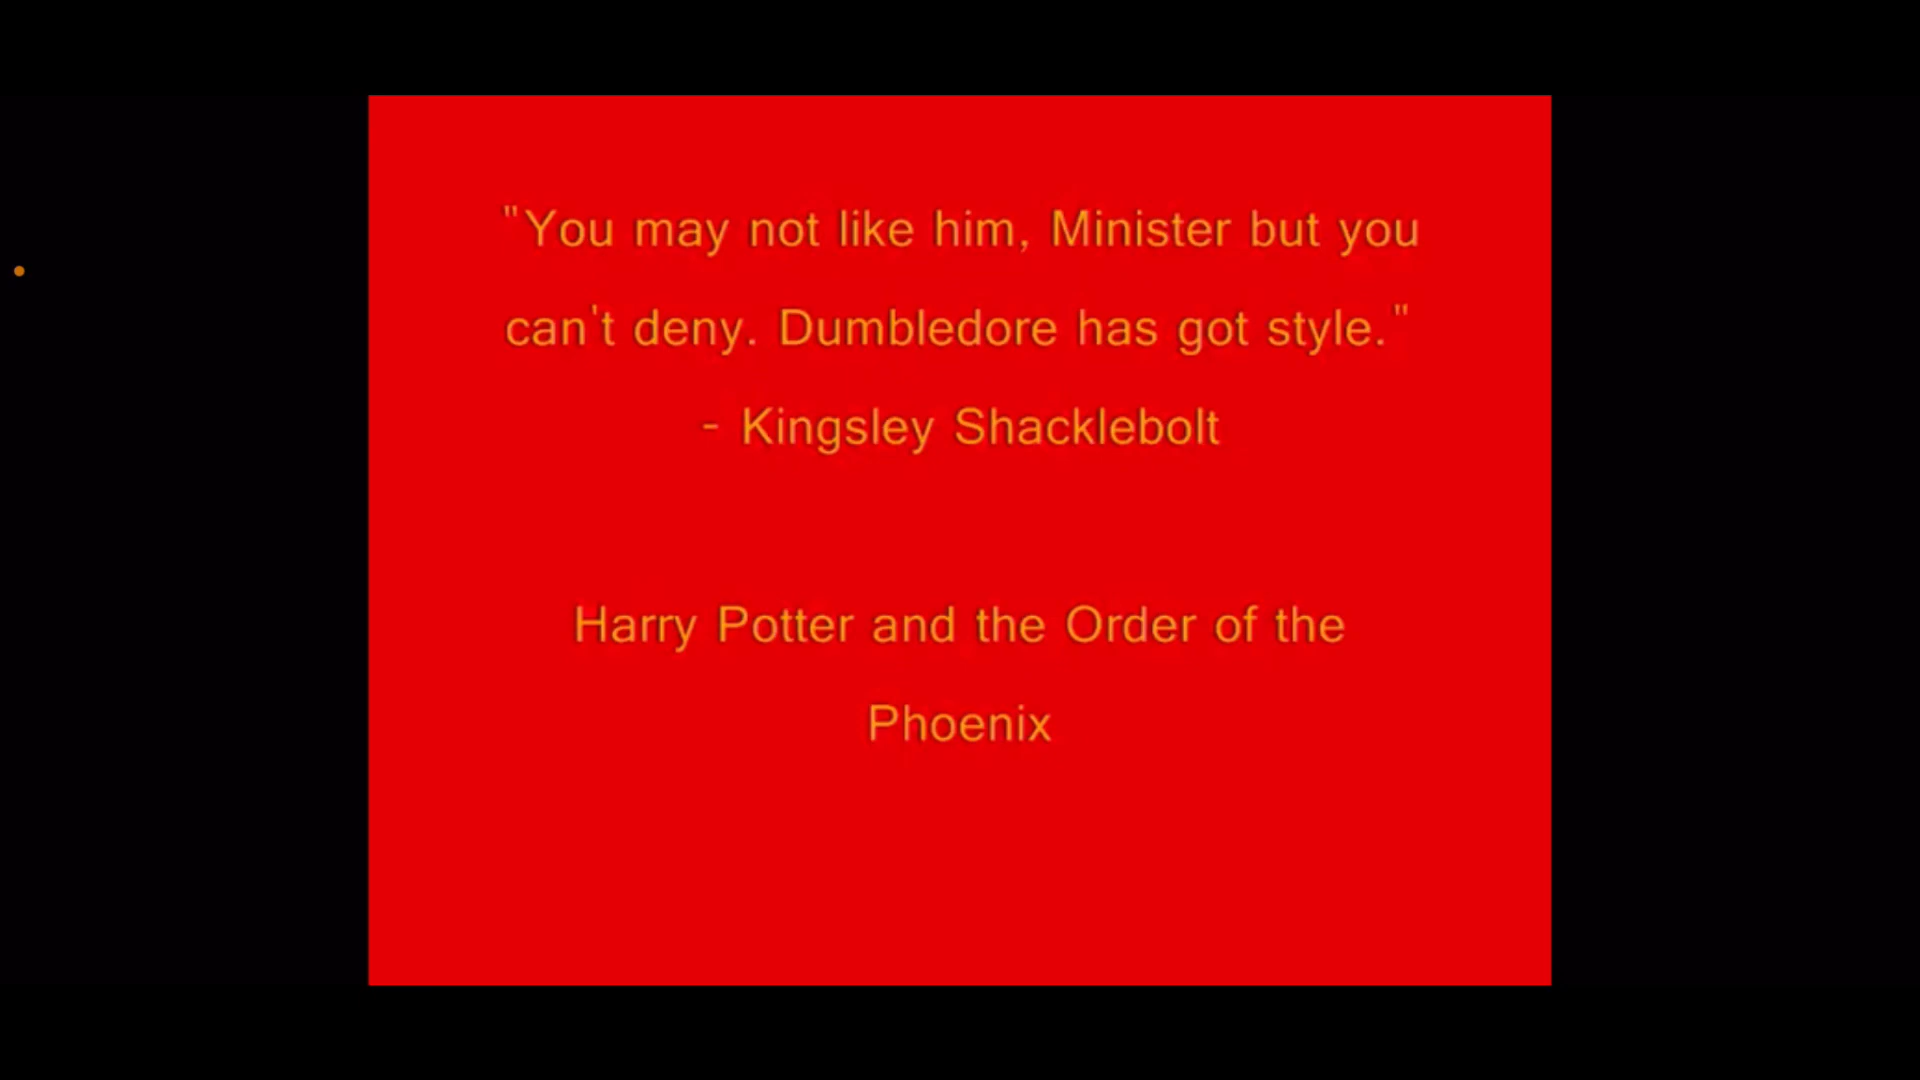 "You may not like him, Minister but you
can't deny. Dumbledore has got style."
- Kingsley Shacklebolt
Harry Potter and the Order of the
Phoenix